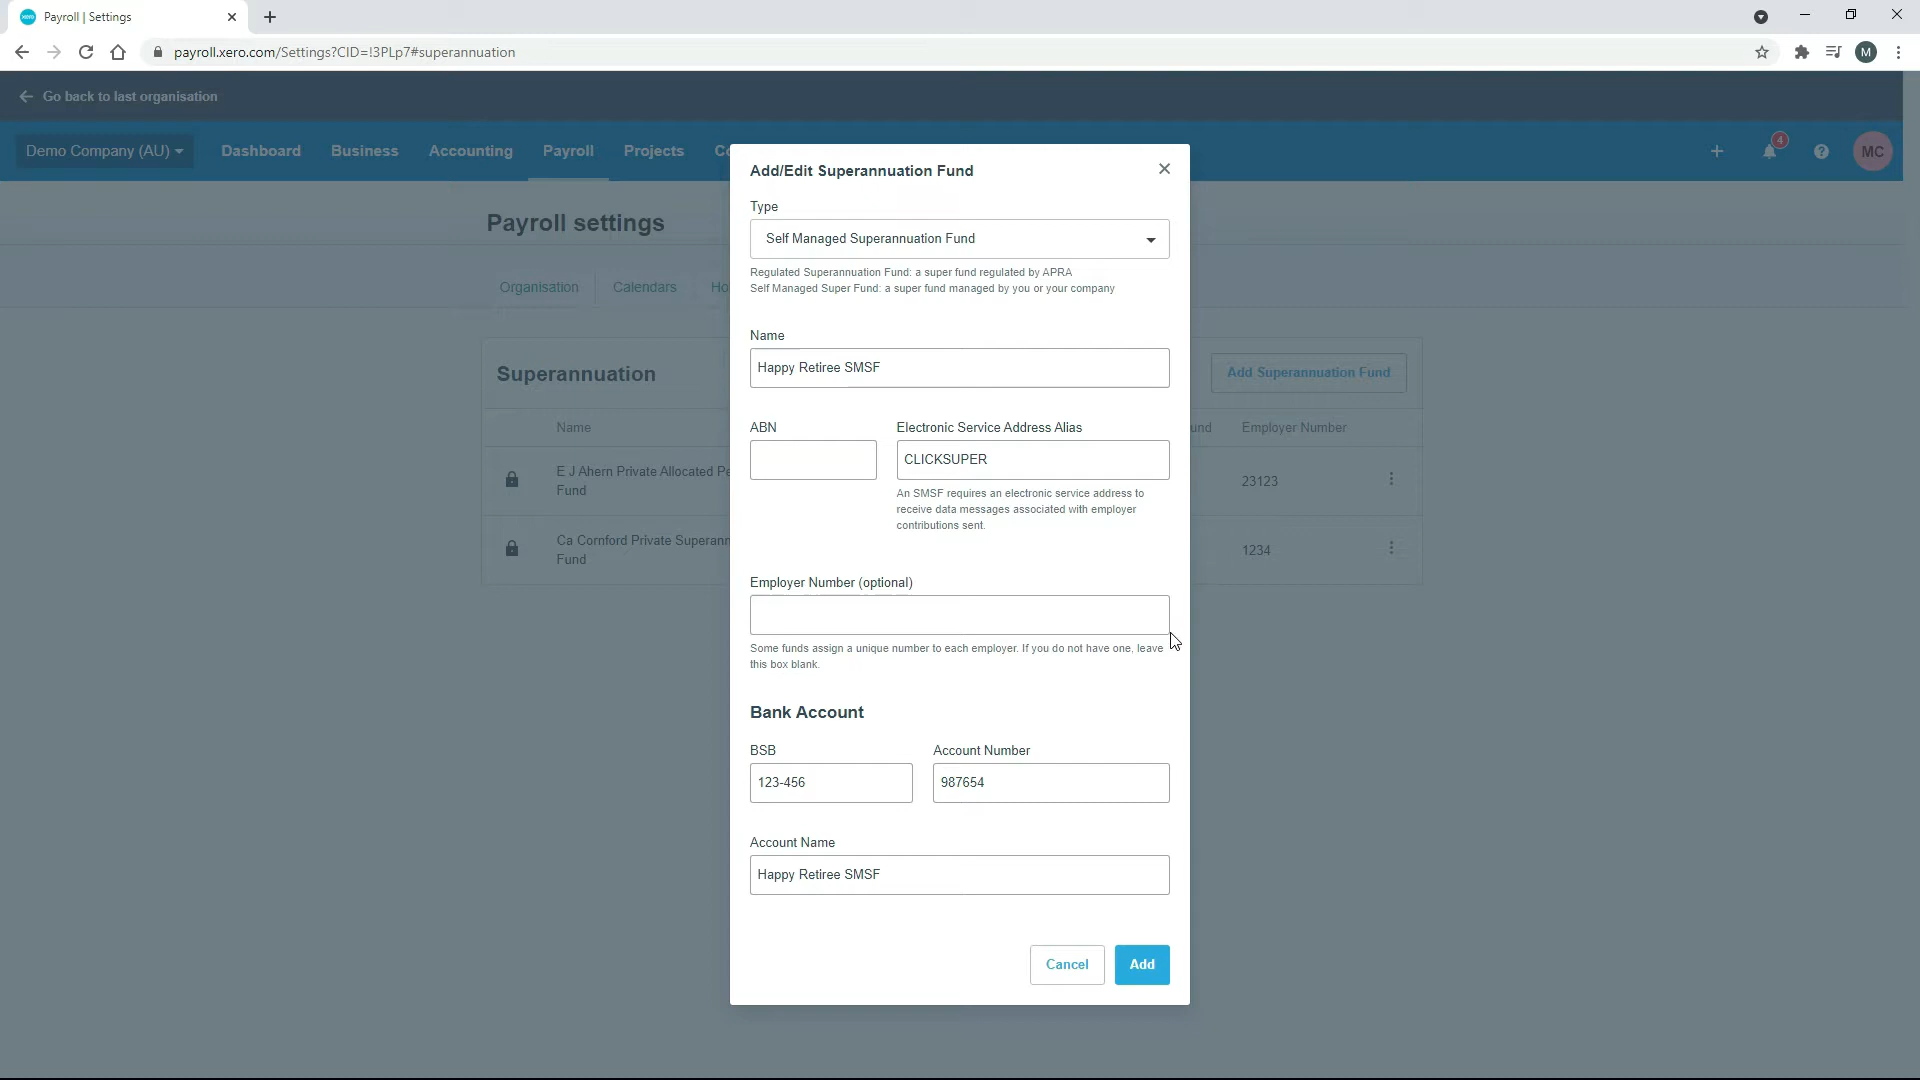 Payroll | Settings
payroll.xero.com/Settings?CID=!3PLp7#superannuation
M
Go back to last organisation
Demo Company (AU)
Dashboard
Business
Accounting
Payroll
Projects
4
MC
Payroll settings
Organisation
Calendars
Superannuation
Add Superannuation Fund
Name
Employer Number
E J Ahern Private Allocated
Fund
23123
Ca Cornford Private
Fund
1234
Add/Edit Superannuation Fund
Type
Self Managed Superannuation Fund
Regulated Superannuation Fund: a super fund regulated by APRA
Self Managed Super Fund: a super fund managed by you or your company
Name
Happy Retiree SMSF
ABN
Electronic Service Address Alias
CLICKSUPER
An SMSF requires an electronic service address to
receive data messages associated with employer
contributions sent.
Employer Number (optional)
Some funds assign a unique number to each employer. If you do not have one, leave
this box blank.
Bank Account
BSB
Account Number
123-456
987654
Account Name
Happy Retiree SMSF
Cancel
Add